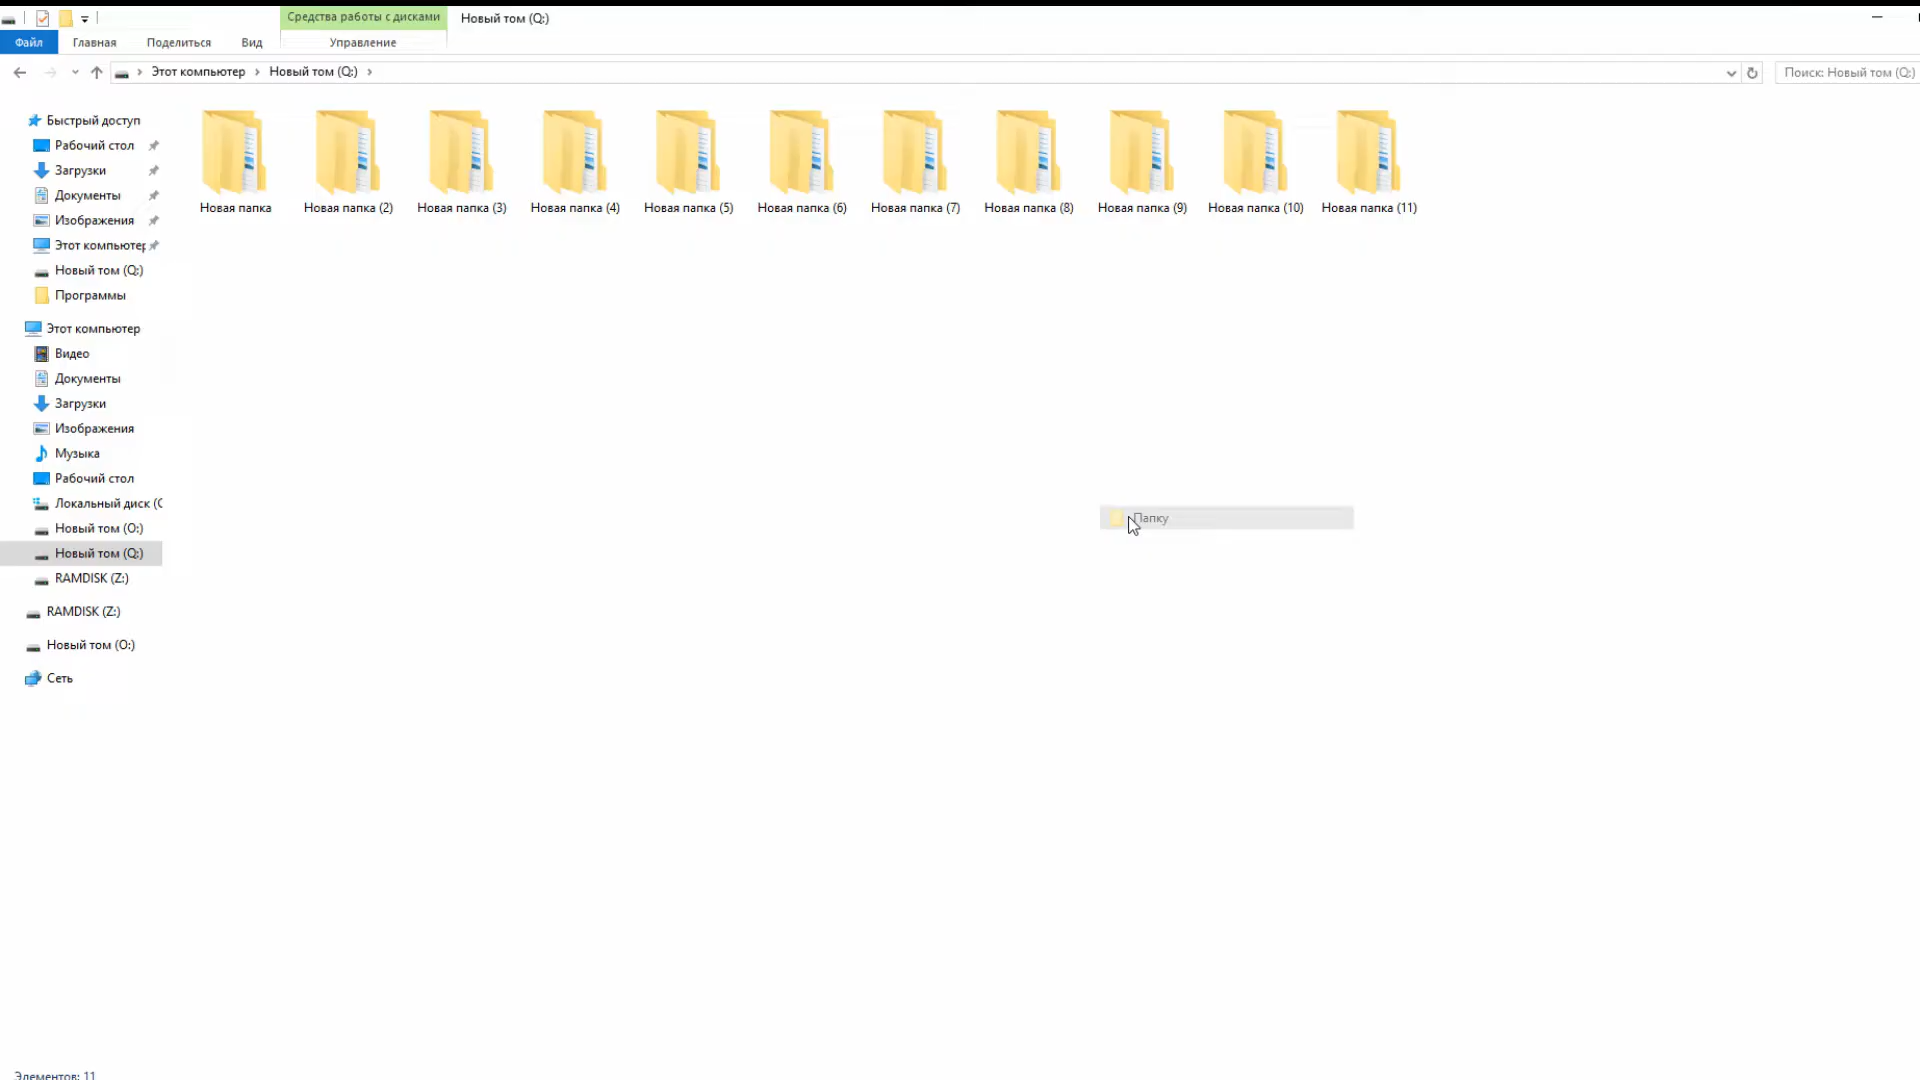 Средства работы с дисками
Новый том (Q:)
Файл
Главная
Поделиться
Вид
Управление
Этот компьютер
Новый том (Q:)
Поиск: Новый том (Q:)
Быстрый доступ
Рабочий стол
Загрузки
Документы
Изображения
Этот компьютер
Новый том (Q:)
Программы
Этот компьютер
Видео
Документы
Загрузки
Изображения
Музыка
Рабочий стол
Локальный диск (C
Новый том (O:)
Новый том (Q:)
RAMDISK (Z:)
RAMDISK (Z:)
Новый том (O:)
Сеть
Новая папка
Новая папка (2)
Новая папка (3)
Новая папка (4)
Новая папка (5)
Новая папка (6)
Новая папка (7)
Новая папка (8)
Новая папка (9)
Новая папка (10)
Новая папка (11)
Папку
Элементов: 11